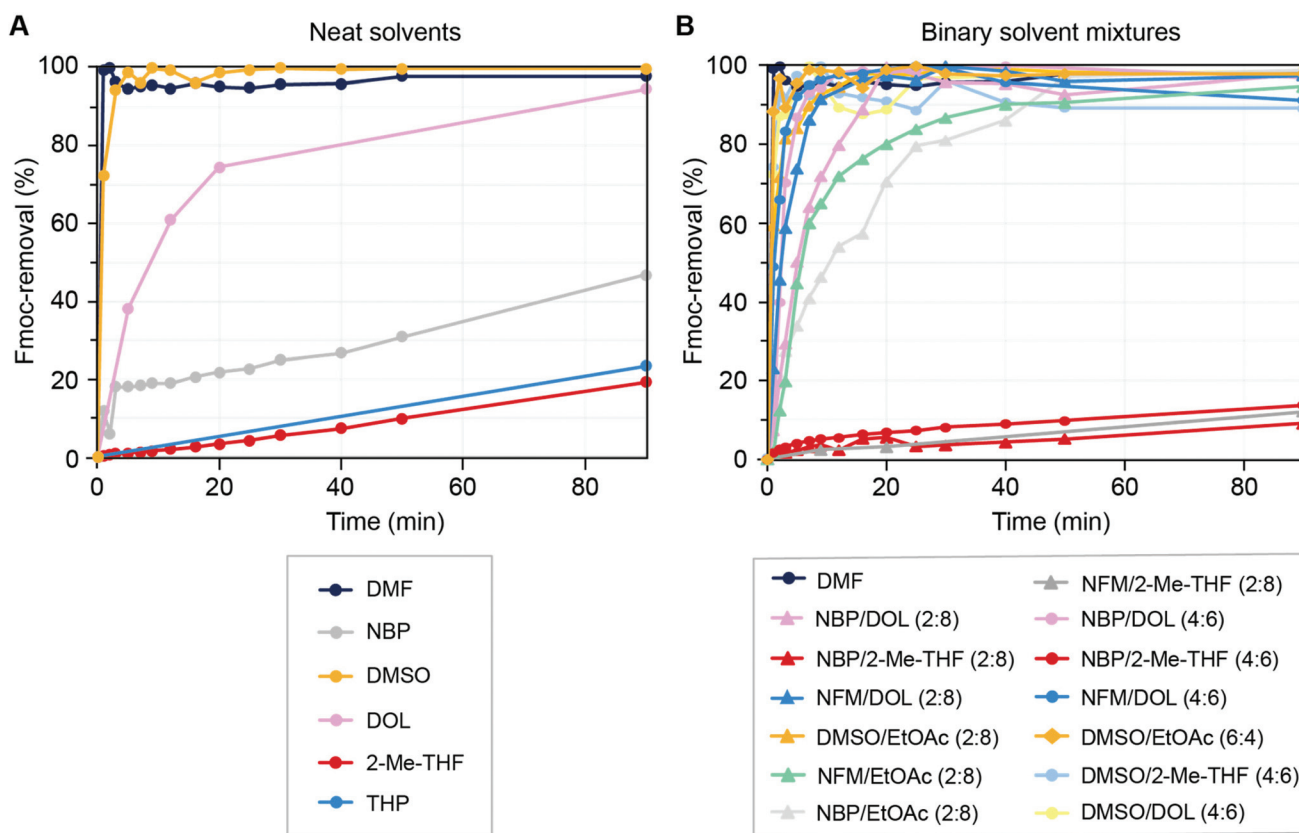 A
Neat solvents
Fmoc-removal (%)
100
80
60
40
20
0
0 20 40 60 80
Time (min)
DMF
NBP
DMSO
DOL
2-Me-THF
THP
B
Binary solvent mixtures
Fmoc-removal (%)
100
80
60
40
20
0
0 20 40 60 80
Time (min)
DMF
NBP/DOL (2:8)
NBP/2-Me-THF (2:8)
NFM/DOL (2:8)
DMSO/EtOAc (2:8)
NFM/EtOAc (2:8)
NBP/EtOAc (2:8)
NFM/2-Me-THF (2:8)
NBP/DOL (4:6)
NBP/2-Me-THF (4:6)
NFM/DOL (4:6)
DMSO/EtOAc (6:4)
DMSO/2-Me-THF (4:6)
DMSO/DOL (4:6)